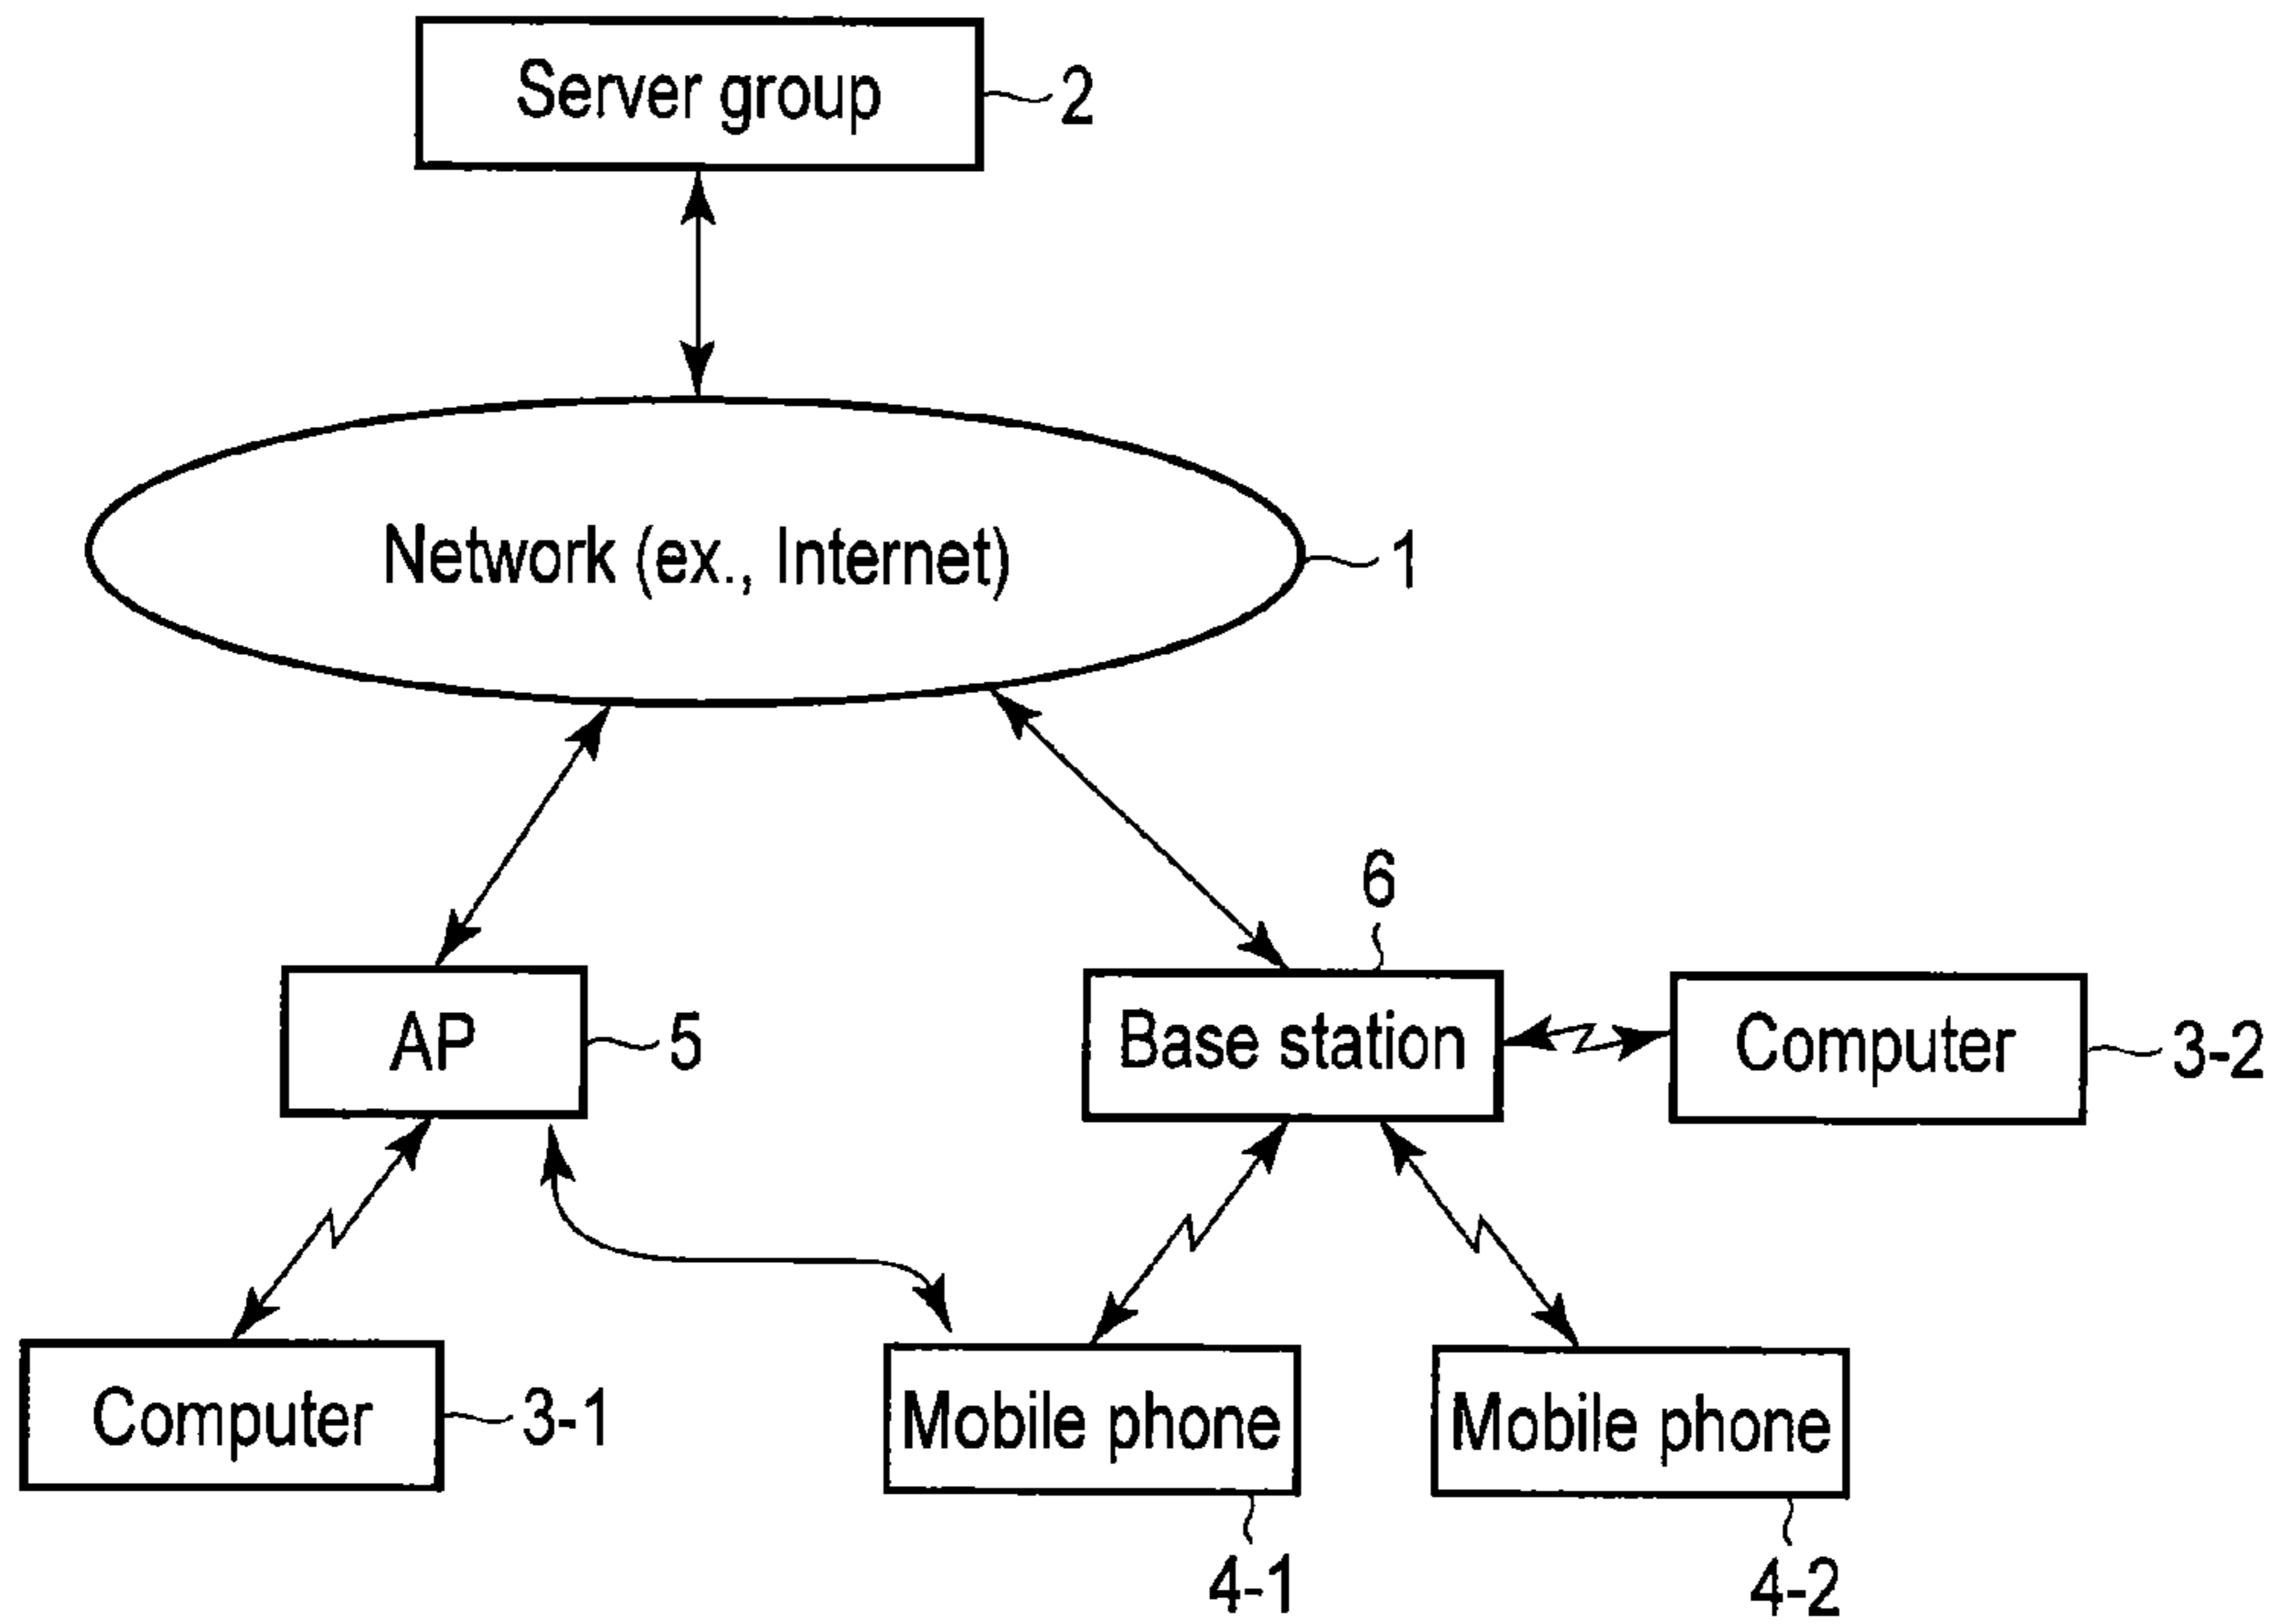 Server group
2
Network (ex., Internet)
1
6
AP
5
Base station
Computer
3-2
Computer
3-1
Mobile phone
Mobile phone
4-1
4-2